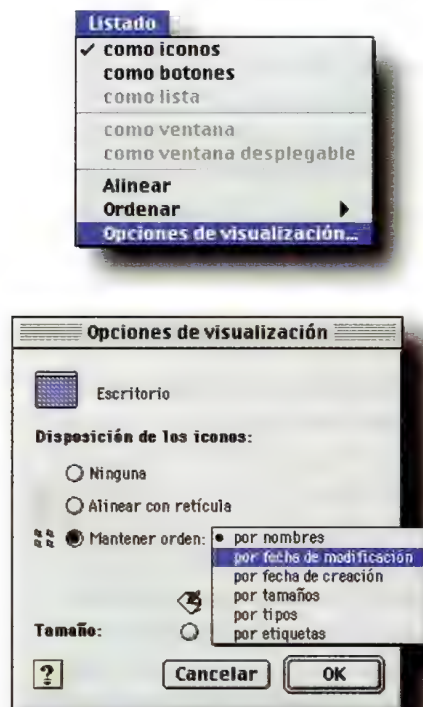 Listado
✓ como iconos
como botones
como lista
como ventana
como ventana desplegable
Alinear
Ordenar ▶
Opciones de visualización...
Opciones de visualización
Escritorio
Disposición de los iconos:
Ninguna
Alinear con retícula
Mantener orden: • por nombres
por fecha de modificación
por fecha de creación
por tamaños
por tipos
por etiquetas
Tamaño:
? Cancelar OK